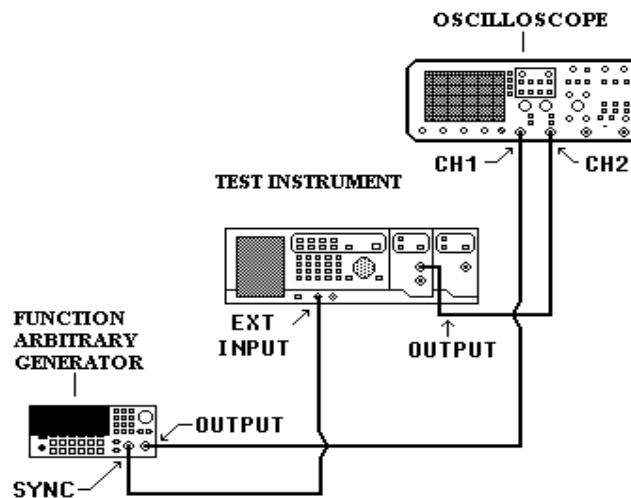 OSCILLOSCOPE
CH1
CH2
TEST INSTRUMENT
EXT
INPUT
OUTPUT
FUNCTION
ARBITRARY
GENERATOR
OUTPUT
SYNC